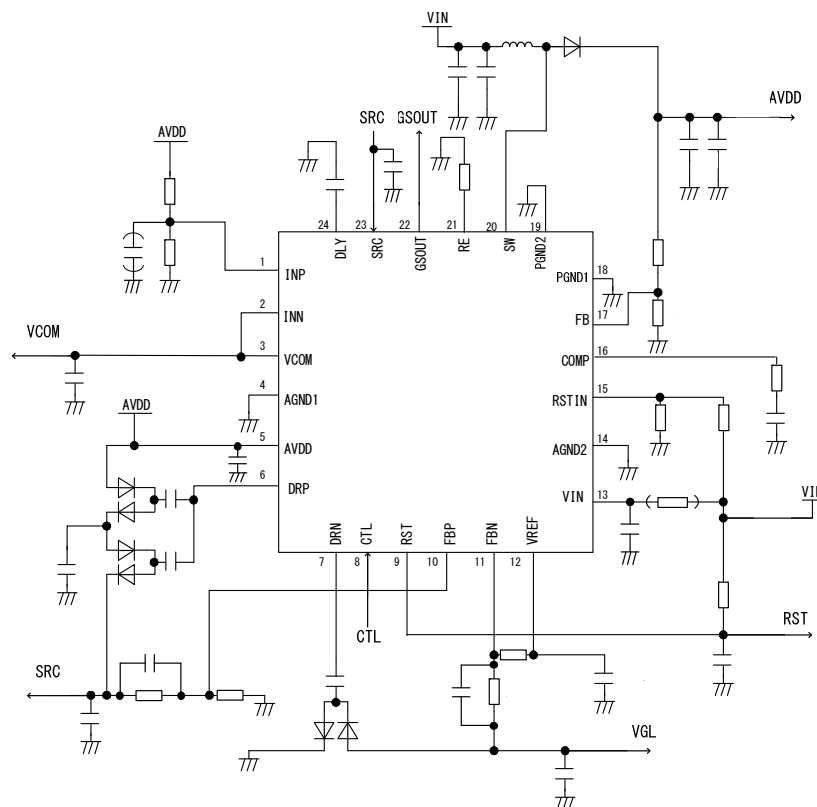 VIN
AVDD
SRC GSOUT
AVDD
24 23 22 21 20 19
DLY SRC GSOUT RE SW PGND2
1 INP
PGND1 18
2 INN
FB 17
VCOM
3 VCOM
COMP 16
4 AGND1
RSTIN 15
AVDD
5 AVDD
AGND2 14
6 DRP
VIN 13
DRN CTL RST FBP FBN VREF
7 8 9 10 11 12
CTL
RST
SRC
VGL